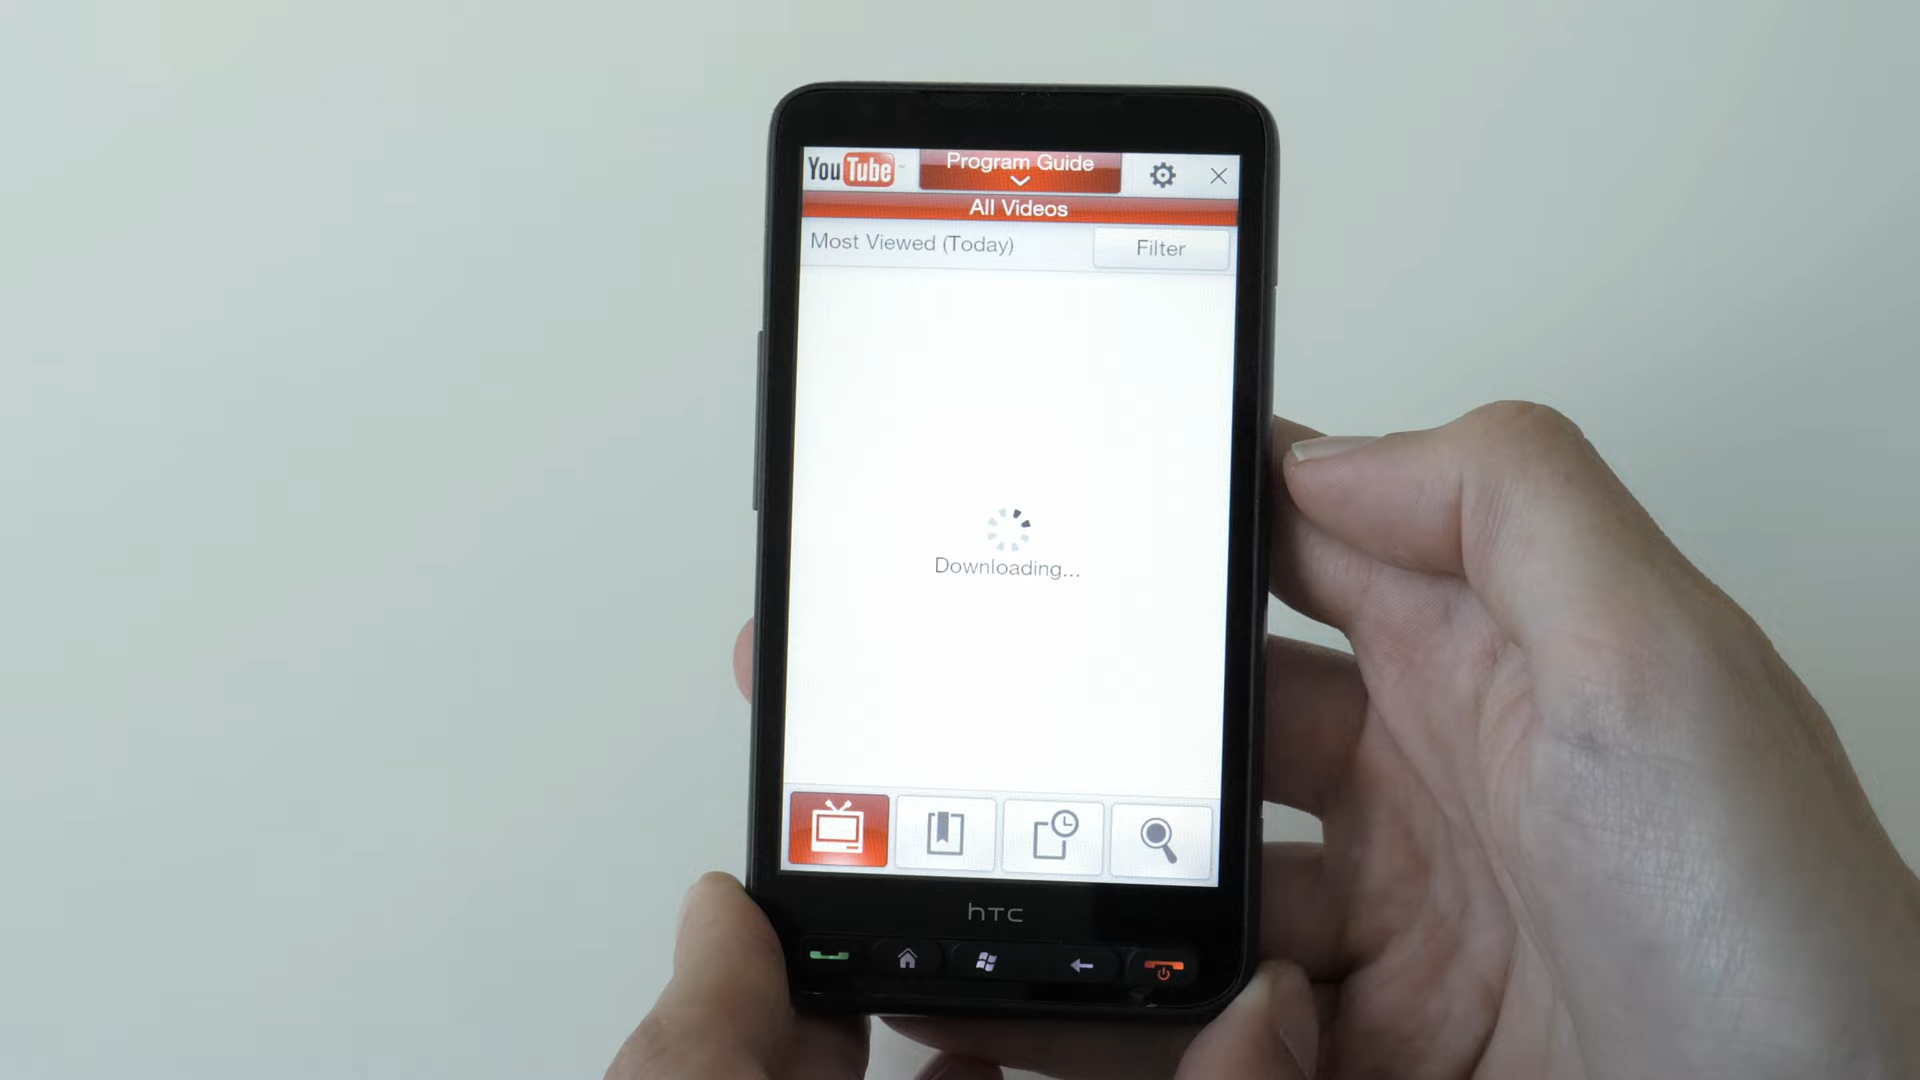 YouTube
Program Guide
All Videos
Most Viewed (Today)
Filter
Downloading...
hTC